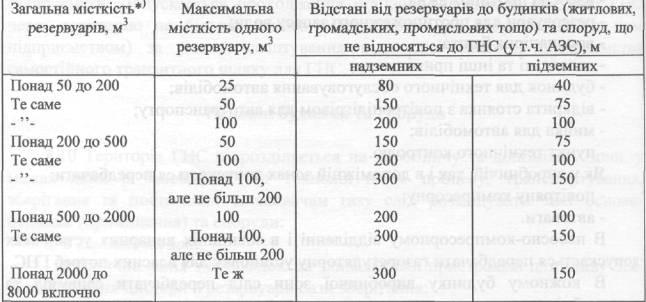 Загальна місткість*) резервуарів, м³
Максимальна місткість одного резервуару, м³
Відстані від резервуарів до будинків (житлових, громадських, промислових тощо) та споруд, що не відносяться до ГНС (у т.ч. АЗС), м
надземних підземних
Понад 50 до 200 25 80 40
Те саме 50 150 75
- ’’- 100 200 100
Понад 200 до 500 50 150 75
Те саме 100 200 100
- ’’- Понад 100, але не більш 200 300 150
Понад 500 до 2000 100 200 100
Те саме Понад 100, але не більш 200 300 150
Понад 2000 до 8000 включно Те ж 300 150